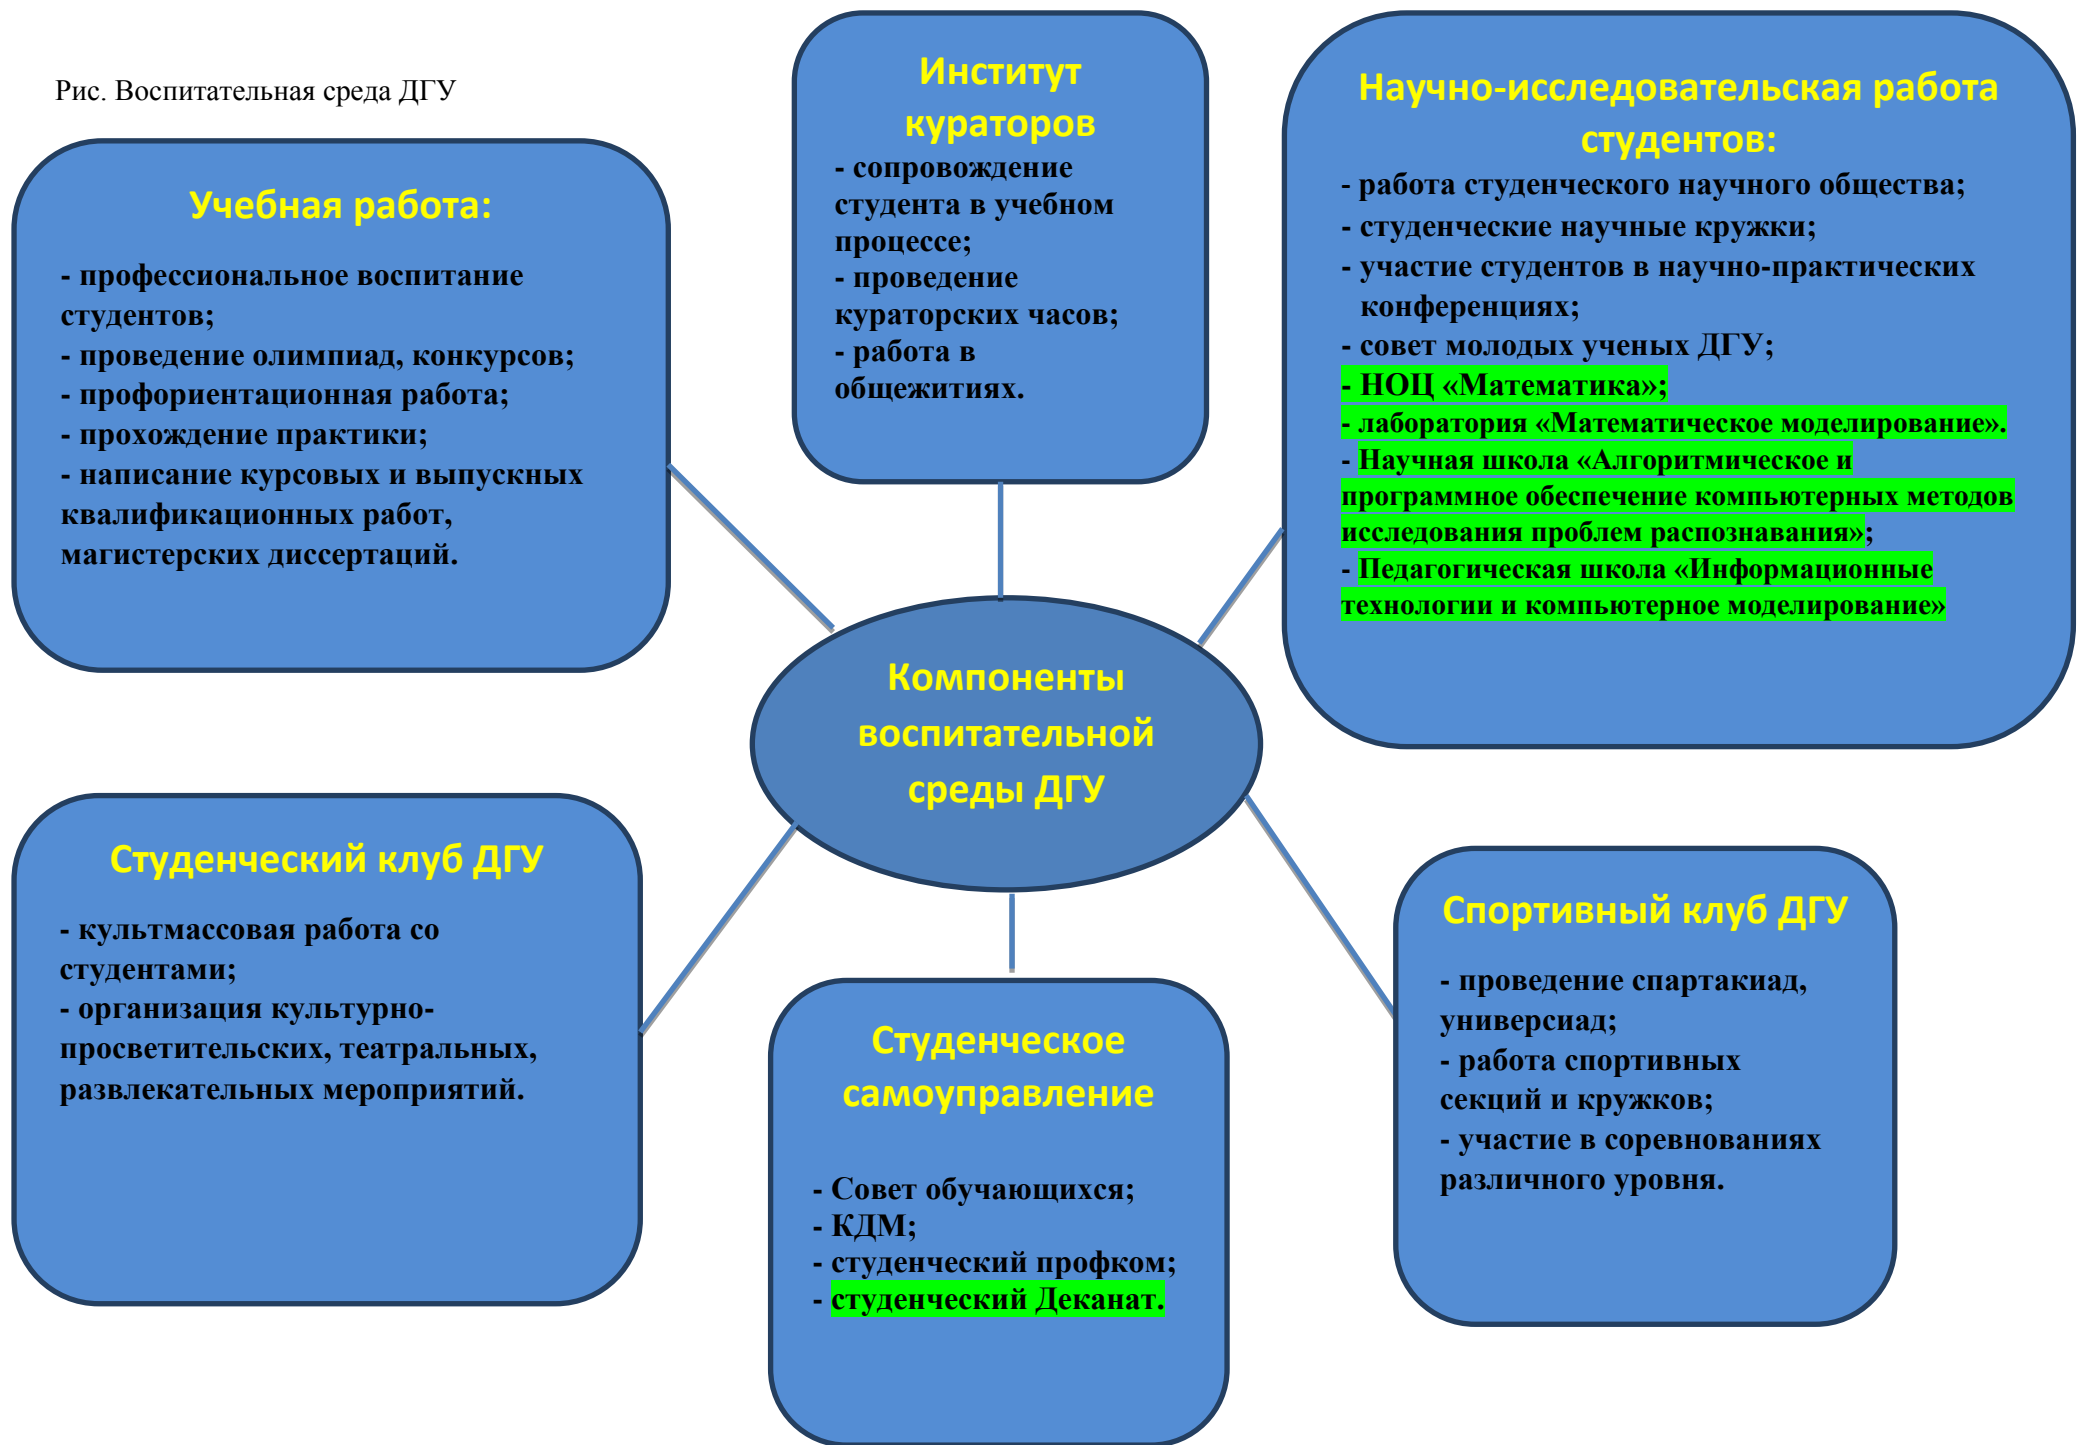 Рис. Воспитательная среда ДГУ
Учебная работа:
- профессиональное воспитание
студентов;
- проведение олимпиад, конкурсов;
- профориентационная работа;
- прохождение практики;
- написание курсовых и выпускных
квалификационных работ,
магистерских диссертаций.
Институт
кураторов
- сопровождение
студента в учебном
процессе;
- проведение
кураторских часов;
- работа в
общежитиях.
Научно-исследовательская работа
студентов:
- работа студенческого научного общества;
- студенческие научные кружки;
- участие студентов в научно-практических
конференциях;
- совет молодых ученых ДГУ;
- НОЦ «Математика»;
- лаборатория «Математическое моделирование».
- Научная школа «Алгоритмическое и
программное обеспечение компьютерных методов
исследования проблем распознавания»;
- Педагогическая школа «Информационные
технологии и компьютерное моделирование»
Компоненты
воспитательной
среды ДГУ
Студенческий клуб ДГУ
- культмассовая работа со
студентами;
- организация культурно-
просветительских, театральных,
развлекательных мероприятий.
Студенческое
самоуправление
- Совет обучающихся;
- КДМ;
- студенческий профком;
- студенческий Деканат.
Спортивный клуб ДГУ
- проведение спартакиад,
универсиад;
- работа спортивных
секций и кружков;
- участие в соревнованиях
различного уровня.